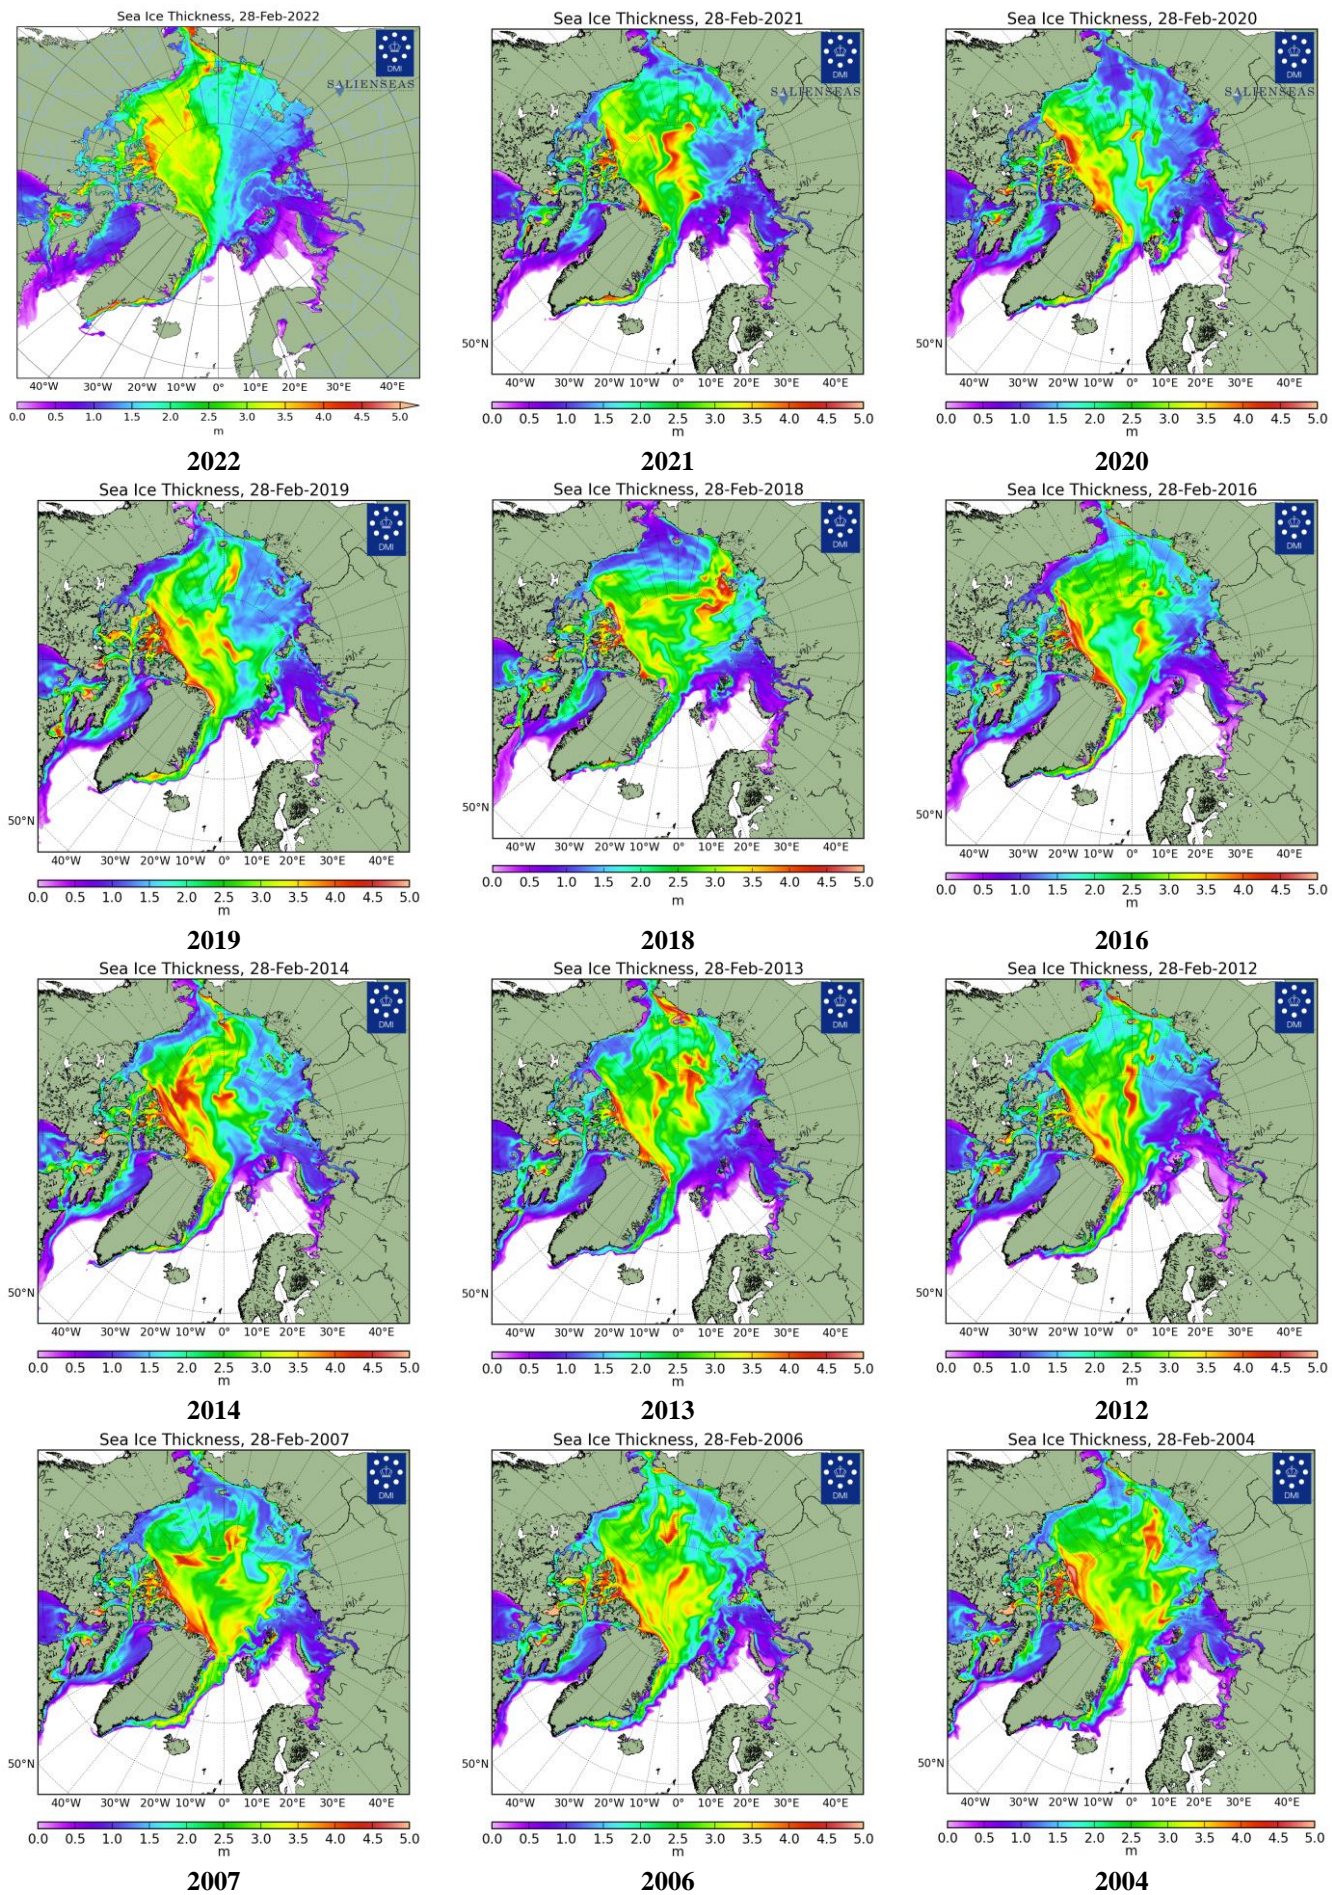 Sea Ice Thickness, 28-Feb-2022
DMI
SALIENSEAS
40°W 30°W 20°W 10°W 0° 10°E 20°E 30°E 40°E
0.0 0.5 1.0 1.5 2.0 2.5 3.0 3.5 4.0 4.5 5.0
m
2022
Sea Ice Thickness, 28-Feb-2021
DMI
SALIENSEAS
50°N
40°W 30°W 20°W 10°W 0° 10°E 20°E 30°E 40°E
0.0 0.5 1.0 1.5 2.0 2.5 3.0 3.5 4.0 4.5 5.0
m
2021
Sea Ice Thickness, 28-Feb-2020
DMI
SALIENSEAS
50°N
40°W 30°W 20°W 10°W 0° 10°E 20°E 30°E 40°E
0.0 0.5 1.0 1.5 2.0 2.5 3.0 3.5 4.0 4.5 5.0
m
2020
Sea Ice Thickness, 28-Feb-2019
DMI
50°N
40°W 30°W 20°W 10°W 0° 10°E 20°E 30°E 40°E
0.0 0.5 1.0 1.5 2.0 2.5 3.0 3.5 4.0 4.5 5.0
m
2019
Sea Ice Thickness, 28-Feb-2018
DMI
50°N
40°W 30°W 20°W 10°W 0° 10°E 20°E 30°E 40°E
0.0 0.5 1.0 1.5 2.0 2.5 3.0 3.5 4.0 4.5 5.0
m
2018
Sea Ice Thickness, 28-Feb-2016
DMI
50°N
40°W 30°W 20°W 10°W 0° 10°E 20°E 30°E 40°E
0.0 0.5 1.0 1.5 2.0 2.5 3.0 3.5 4.0 4.5 5.0
m
2016
Sea Ice Thickness, 28-Feb-2014
DMI
50°N
40°W 30°W 20°W 10°W 0° 10°E 20°E 30°E 40°E
0.0 0.5 1.0 1.5 2.0 2.5 3.0 3.5 4.0 4.5 5.0
m
2014
Sea Ice Thickness, 28-Feb-2013
DMI
50°N
40°W 30°W 20°W 10°W 0° 10°E 20°E 30°E 40°E
0.0 0.5 1.0 1.5 2.0 2.5 3.0 3.5 4.0 4.5 5.0
m
2013
Sea Ice Thickness, 28-Feb-2012
DMI
50°N
40°W 30°W 20°W 10°W 0° 10°E 20°E 30°E 40°E
0.0 0.5 1.0 1.5 2.0 2.5 3.0 3.5 4.0 4.5 5.0
m
2012
Sea Ice Thickness, 28-Feb-2007
DMI
50°N
40°W 30°W 20°W 10°W 0° 10°E 20°E 30°E 40°E
0.0 0.5 1.0 1.5 2.0 2.5 3.0 3.5 4.0 4.5 5.0
m
2007
Sea Ice Thickness, 28-Feb-2006
DMI
50°N
40°W 30°W 20°W 10°W 0° 10°E 20°E 30°E 40°E
0.0 0.5 1.0 1.5 2.0 2.5 3.0 3.5 4.0 4.5 5.0
m
2006
Sea Ice Thickness, 28-Feb-2004
DMI
50°N
40°W 30°W 20°W 10°W 0° 10°E 20°E 30°E 40°E
0.0 0.5 1.0 1.5 2.0 2.5 3.0 3.5 4.0 4.5 5.0
m
2004